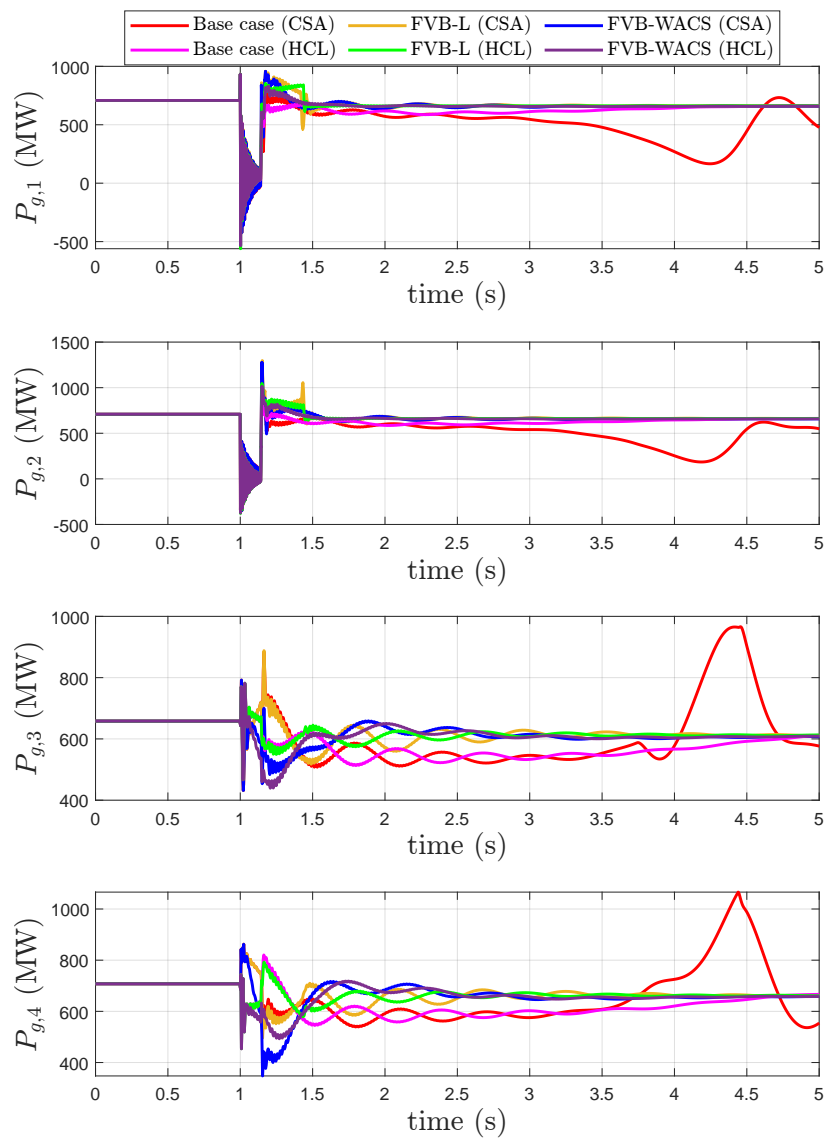 Base case (CSA) FVB-L (CSA) FVB-WACS (CSA)
Base case (HCL) FVB-L (HCL) FVB-WACS (HCL)
1000
500
0
-500
P_{g,1} (MW)
0 0.5 1 1.5 2 2.5 3 3.5 4 4.5 5
time (s)
1500
1000
500
0
-500
P_{g,2} (MW)
0 0.5 1 1.5 2 2.5 3 3.5 4 4.5 5
time (s)
1000
800
600
400
P_{g,3} (MW)
0 0.5 1 1.5 2 2.5 3 3.5 4 4.5 5
time (s)
1000
800
600
400
P_{g,4} (MW)
0 0.5 1 1.5 2 2.5 3 3.5 4 4.5 5
time (s)